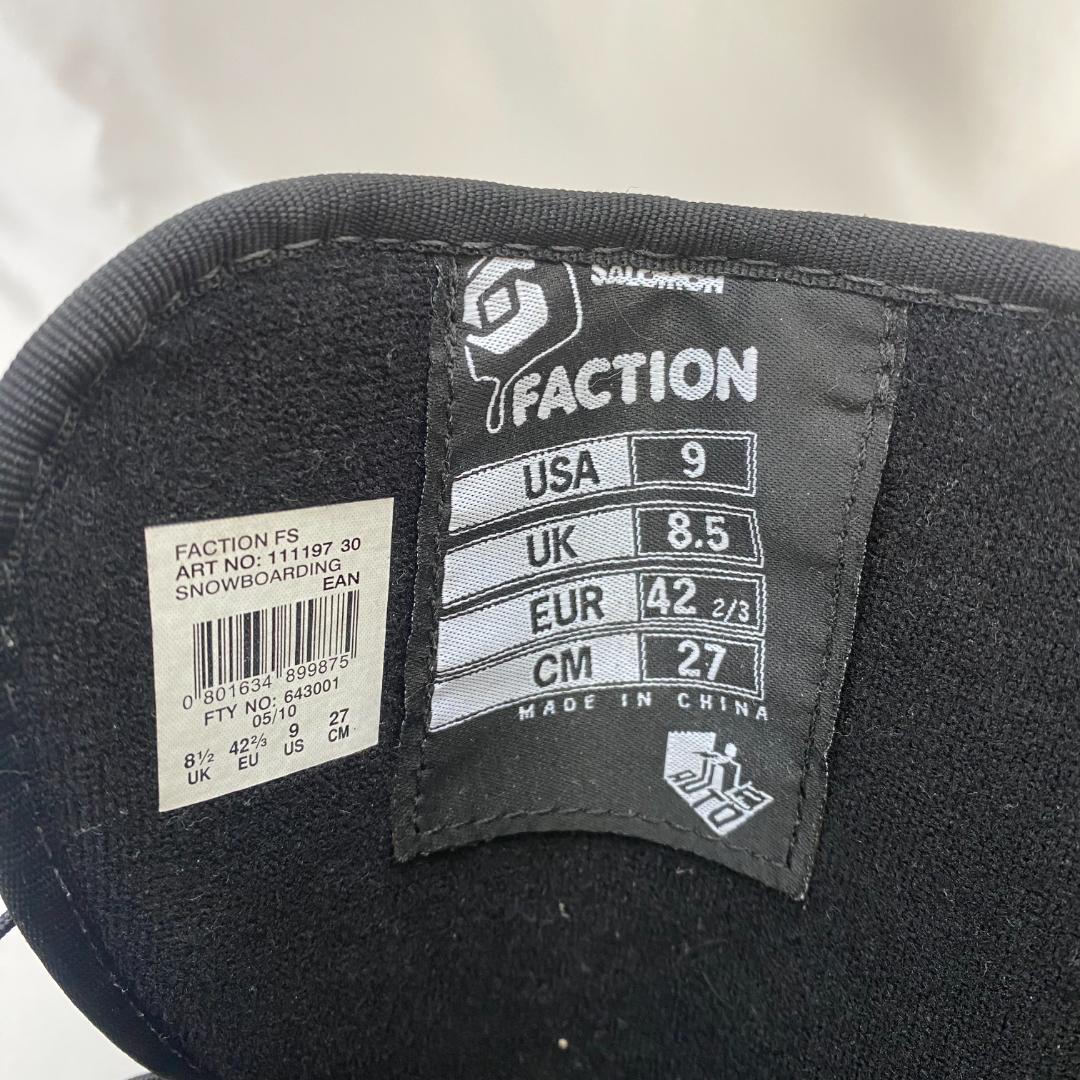 FACTION FS
ART NO: 111197 30
SNOWBOARDING
EAN
0 801634 899875
FTY NO: 643001
05/10
8½ 42⅔ 9 27
UK EU US CM
SALOMON
FACTION
USA 9
UK 8.5
EUR 42 2/3
CM 27
MADE IN CHINA